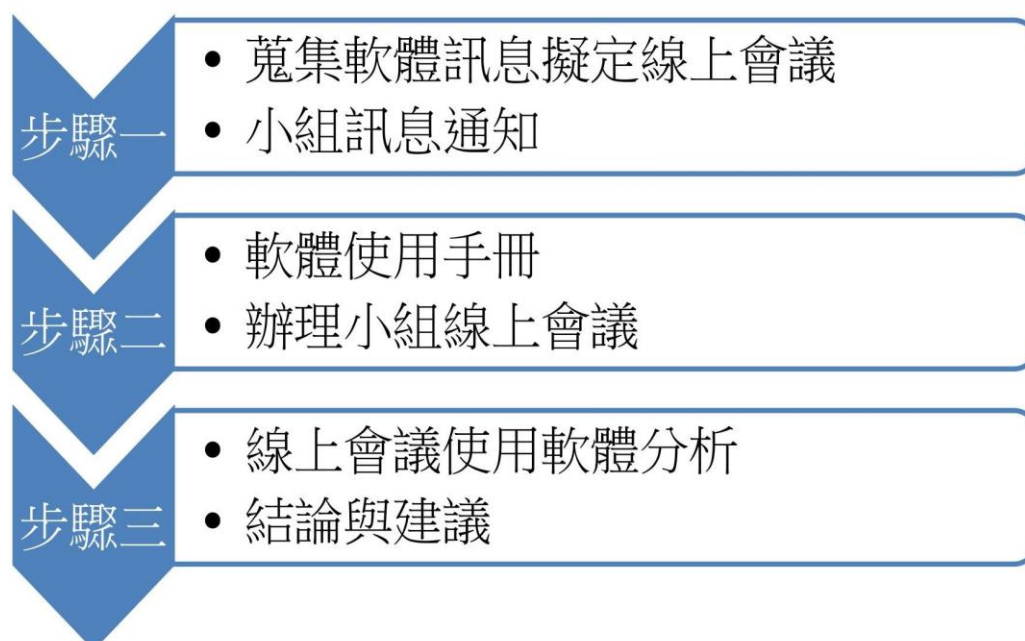 步驟一
• 蒐集軟體訊息擬定線上會議
• 小組訊息通知
步驟二
• 軟體使用手冊
• 辦理小組線上會議
步驟三
• 線上會議使用軟體分析
• 結論與建議